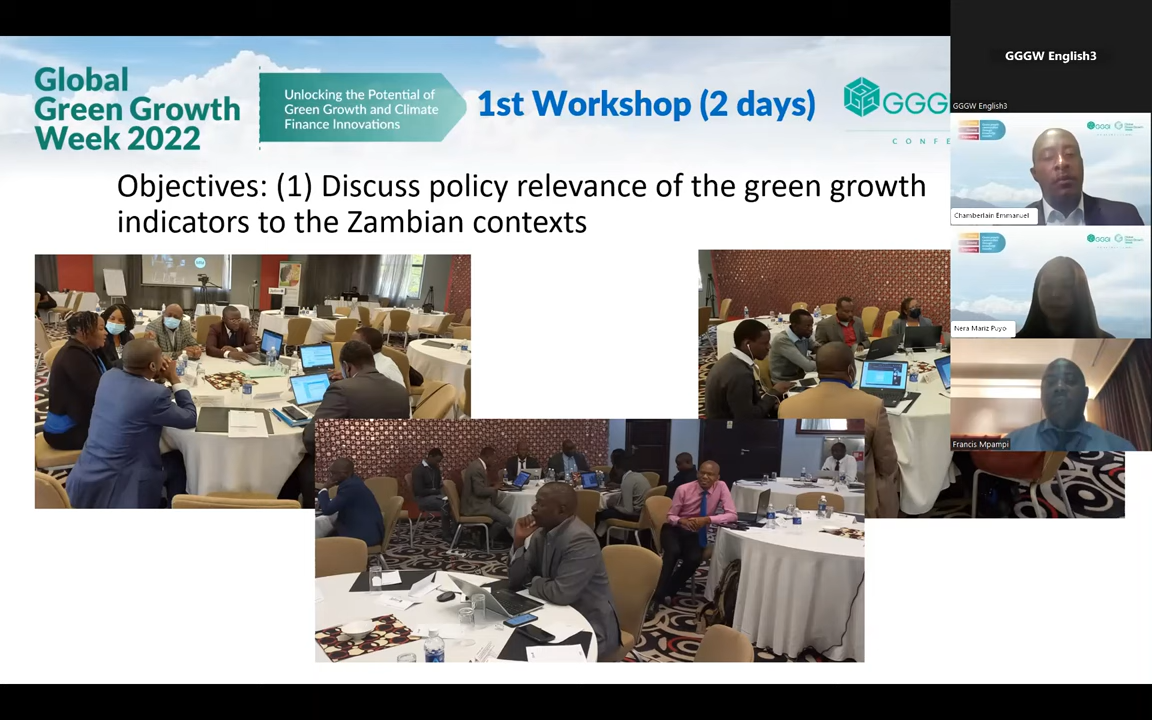 Global
Green Growth
Week 2022
Unlocking the Potential of
Green Growth and Climate
Finance Innovations
1st Workshop (2 days)
GGG
C O N F E
Objectives: (1) Discuss policy relevance of the green growth
indicators to the Zambian contexts
GGGW English3
GGGW English3
GGGI
Chamberlain Emmanuel
GGGI
Nera Mariz Puyo
Francis Mpampi